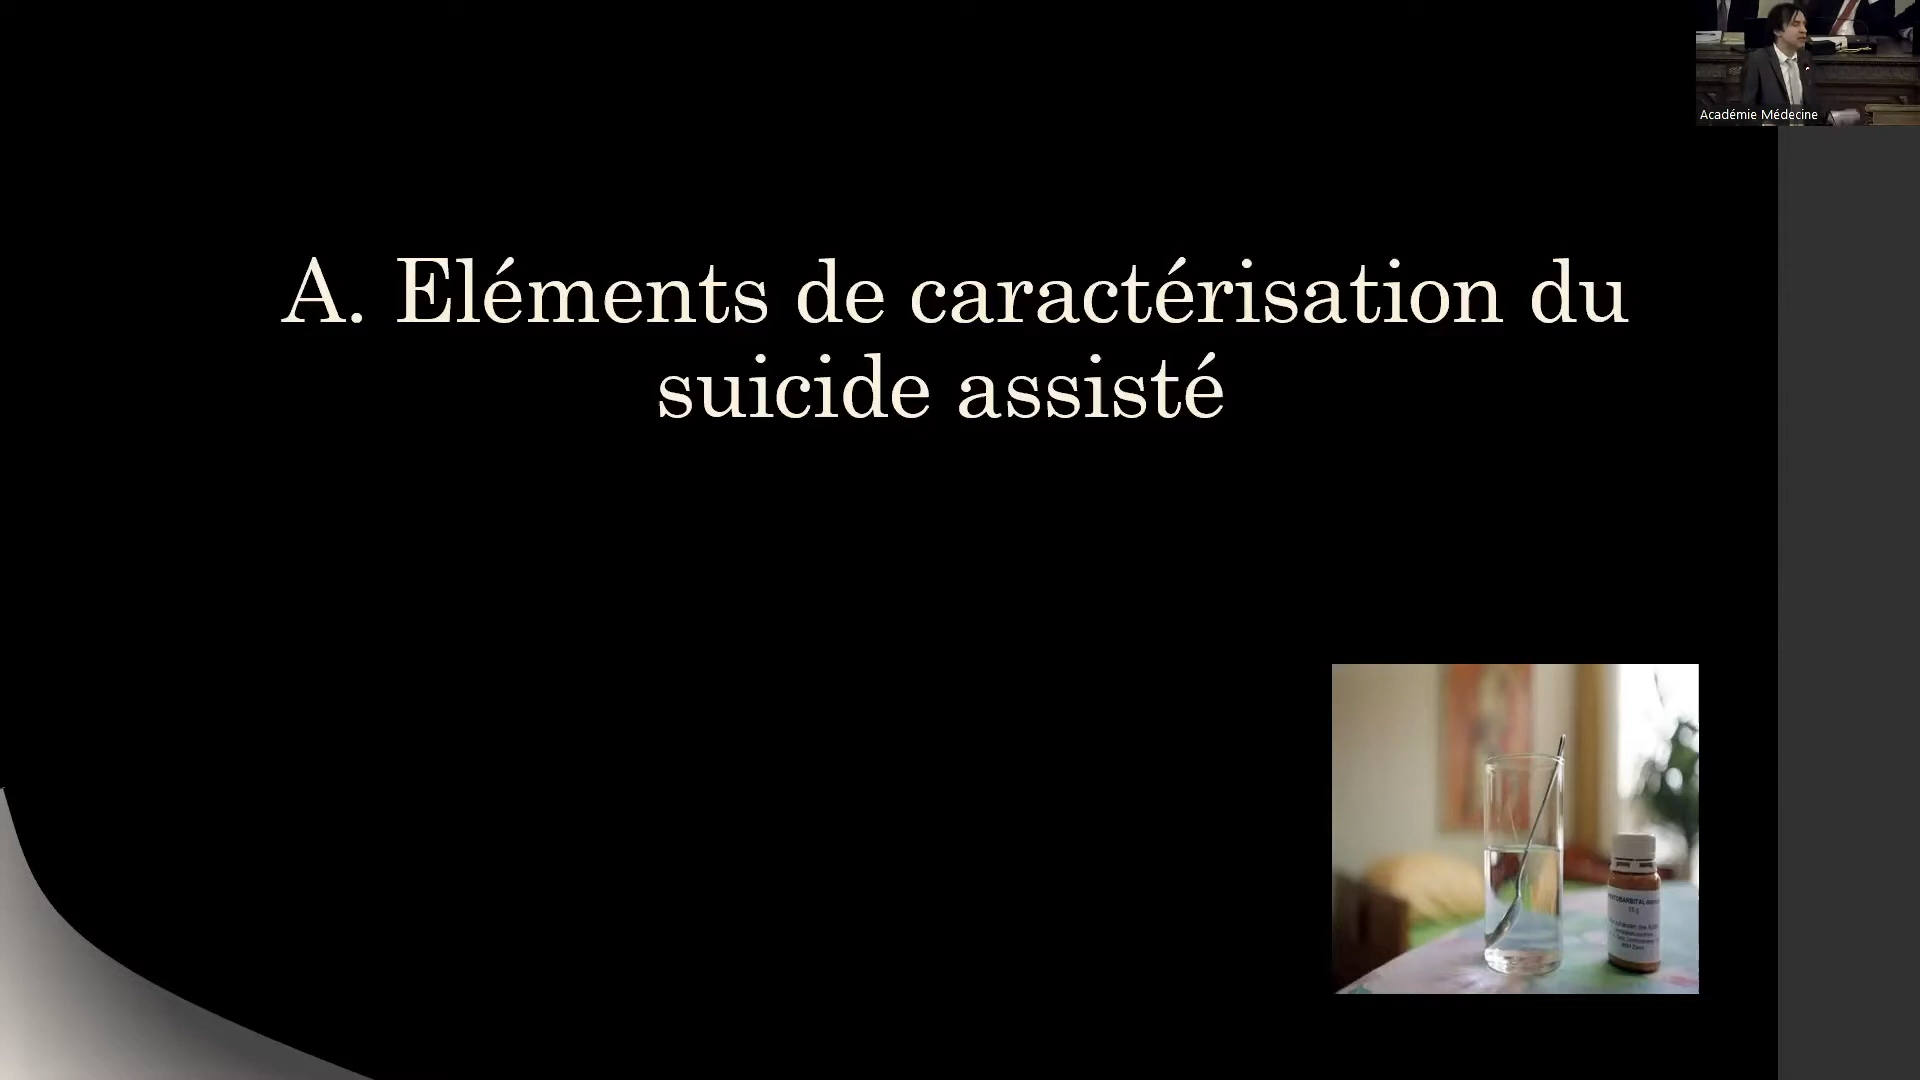 Académie Médecine
A. Eléments de caractérisation du
suicide assisté